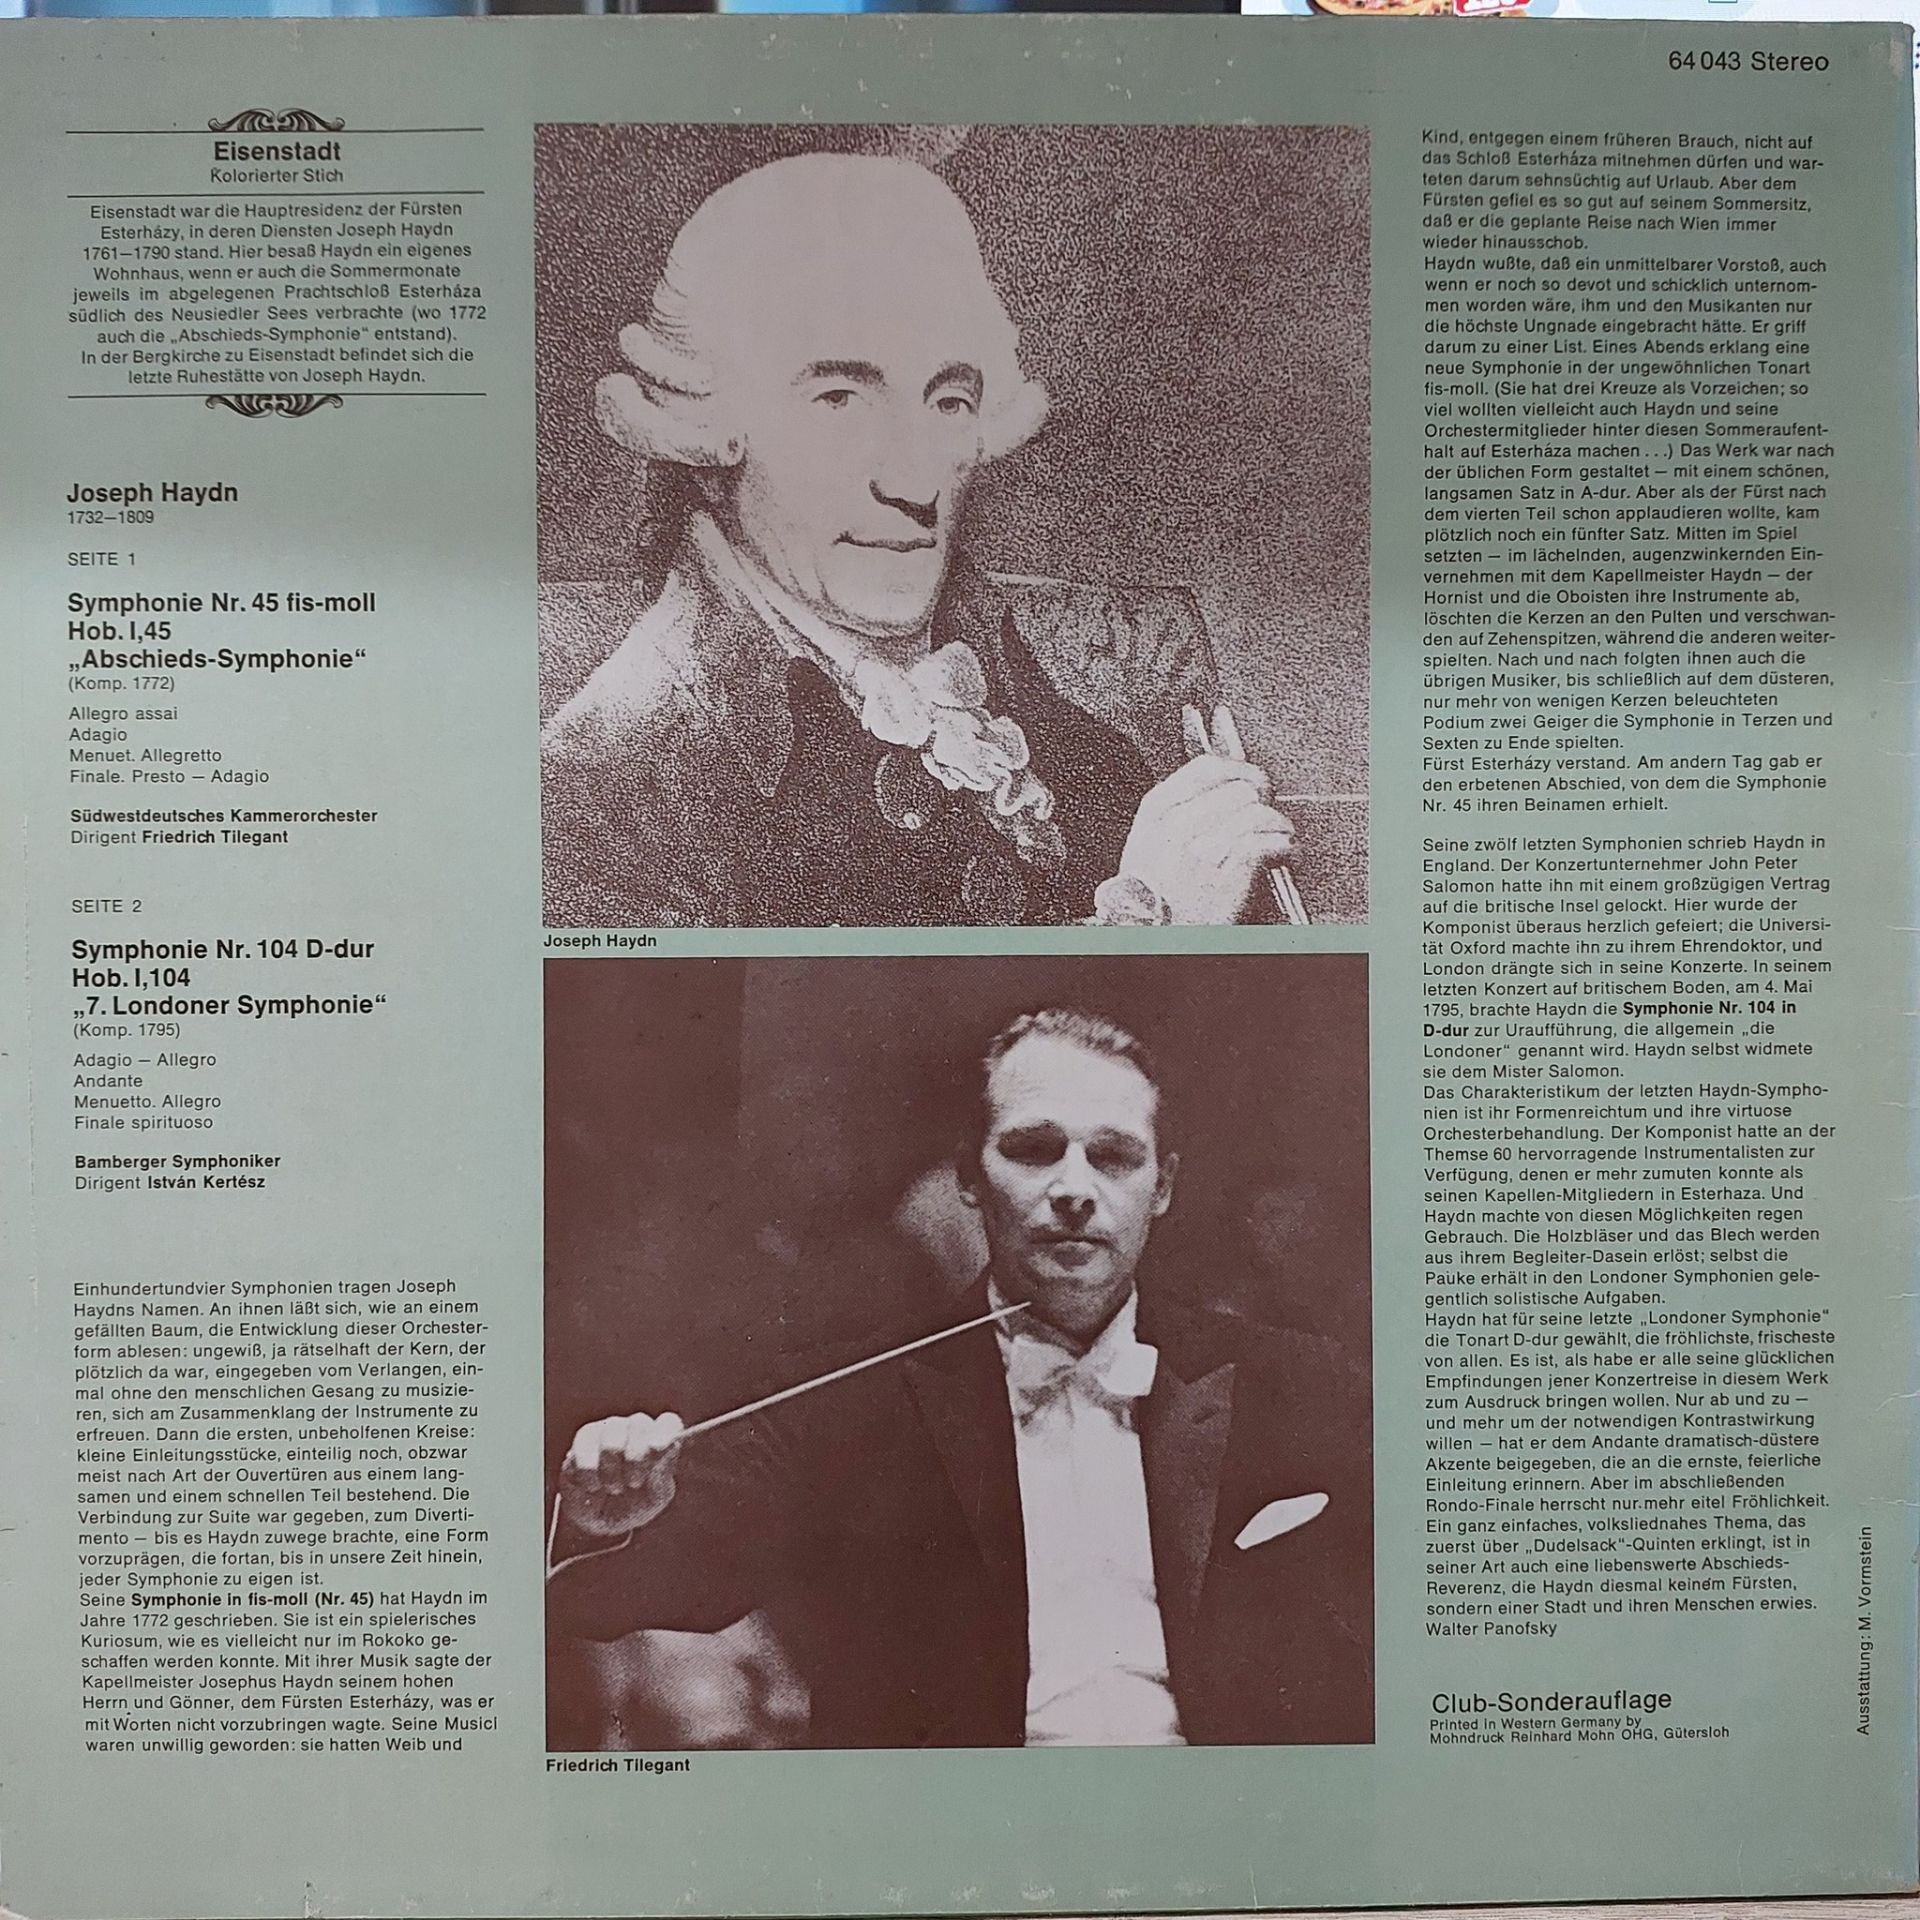 64 043 Stereo
Eisenstadt
Kolorierter Stich
Eisenstadt war die Hauptresidenz der Fürsten
Esterházy, in deren Diensten Joseph Haydn
1761—1790 stand. Hier besaß Haydn ein eigenes
Wohnhaus, wenn er auch die Sommermonate
jeweils im abgelegenen Prachtschloß Esterháza
südlich des Neusiedler Sees verbrachte (wo 1772
auch die „Abschieds-Symphonie“ entstand).
In der Bergkirche zu Eisenstadt befindet sich die
letzte Ruhestätte von Joseph Haydn.
Joseph Haydn
1732—1809
SEITE 1
Symphonie Nr. 45 fis-moll
Hob. I,45
„Abschieds-Symphonie“
(Komp. 1772)
Allegro assai
Adagio
Menuet. Allegretto
Finale. Presto — Adagio
Südwestdeutsches Kammerorchester
Dirigent Friedrich Tilegant
SEITE 2
Symphonie Nr. 104 D-dur
Hob. I,104
„7. Londoner Symphonie“
(Komp. 1795)
Adagio — Allegro
Andante
Menuetto. Allegro
Finale spirituoso
Bamberger Symphoniker
Dirigent István Kertész
Einhundertundvier Symphonien tragen Joseph
Haydns Namen. An ihnen läßt sich, wie an einem
gefällten Baum, die Entwicklung dieser Orchester-
form ablesen: ungewiß, ja rätselhaft der Kern, der
plötzlich da war, eingegeben vom Verlangen, ein-
mal ohne den menschlichen Gesang zu musizie-
ren, sich am Zusammenklang der Instrumente zu
erfreuen. Dann die ersten, unbeholfenen Kreise:
kleine Einleitungsstücke, einteilig noch, obzwar
meist nach Art der Ouvertüren aus einem lang-
samen und einem schnellen Teil bestehend. Die
Verbindung zur Suite war gegeben, zum Diverti-
mento — bis es Haydn zuwege brachte, eine Form
vorzuprägen, die fortan, bis in unsere Zeit hinein,
jeder Symphonie zu eigen ist.
Seine Symphonie in fis-moll (Nr. 45) hat Haydn im
Jahre 1772 geschrieben. Sie ist ein spielerisches
Kuriosum, wie es vielleicht nur im Rokoko ge-
schaffen werden konnte. Mit ihrer Musik sagte der
Kapellmeister Josephus Haydn seinem hohen
Herrn und Gönner, dem Fürsten Esterházy, was er
mit Worten nicht vorzubringen wagte. Seine Musici
waren unwillig geworden: sie hatten Weib und
Joseph Haydn
Friedrich Tilegant
Kind, entgegen einem früheren Brauch, nicht auf
das Schloß Esterháza mitnehmen dürfen und war-
teten darum sehnsüchtig auf Urlaub. Aber dem
Fürsten gefiel es so gut auf seinem Sommersitz,
daß er die geplante Reise nach Wien immer
wieder hinausschob.
Haydn wußte, daß ein unmittelbarer Vorstoß, auch
wenn er noch so devot und schicklich unternom-
men worden wäre, ihm und den Musikanten nur
die höchste Ungnade eingebracht hätte. Er griff
darum zu einer List. Eines Abends erklang eine
neue Symphonie in der ungewöhnlichen Tonart
fis-moll. (Sie hat drei Kreuze als Vorzeichen; so
viel wollten vielleicht auch Haydn und seine
Orchestermitglieder hinter diesen Sommeraufent-
halt auf Esterháza machen . . .) Das Werk war nach
der üblichen Form gestaltet — mit einem schönen,
langsamen Satz in A-dur. Aber als der Fürst nach
dem vierten Teil schon applaudieren wollte, kam
plötzlich noch ein fünfter Satz. Mitten im Spiel
setzten — im lächelnden, augenzwinkernden Ein-
vernehmen mit dem Kapellmeister Haydn — der
Hornist und die Oboisten ihre Instrumente ab,
löschten die Kerzen an den Pulten und verschwan-
den auf Zehenspitzen, während die anderen weiter-
spielten. Nach und nach folgten ihnen auch die
übrigen Musiker, bis schließlich auf dem düsteren,
nur mehr von wenigen Kerzen beleuchteten
Podium zwei Geiger die Symphonie in Terzen und
Sexten zu Ende spielten.
Fürst Esterházy verstand. Am andern Tag gab er
den erbetenen Abschied, von dem die Symphonie
Nr. 45 ihren Beinamen erhielt.
Seine zwölf letzten Symphonien schrieb Haydn in
England. Der Konzertunternehmer John Peter
Salomon hatte ihn mit einem großzügigen Vertrag
auf die britische Insel gelockt. Hier wurde der
Komponist überaus herzlich gefeiert; die Universi-
tät Oxford machte ihn zu ihrem Ehrendoktor, und
London drängte sich in seine Konzerte. In seinem
letzten Konzert auf britischem Boden, am 4. Mai
1795, brachte Haydn die Symphonie Nr. 104 in
D-dur zur Uraufführung, die allgemein „die
Londoner“ genannt wird. Haydn selbst widmete
sie dem Mister Salomon.
Das Charakteristikum der letzten Haydn-Sympho-
nien ist ihr Formenreichtum und ihre virtuose
Orchesterbehandlung. Der Komponist hatte an der
Themse 60 hervorragende Instrumentalisten zur
Verfügung, denen er mehr zumuten konnte als
seinen Kapellen-Mitgliedern in Esterhaza. Und
Haydn machte von diesen Möglichkeiten regen
Gebrauch. Die Holzbläser und das Blech werden
aus ihrem Begleiter-Dasein erlöst; selbst die
Pauke erhält in den Londoner Symphonien gele-
gentlich solistische Aufgaben.
Haydn hat für seine letzte „Londoner Symphonie“
die Tonart D-dur gewählt, die fröhlichste, frischeste
von allen. Es ist, als habe er alle seine glücklichen
Empfindungen jener Konzertreise in diesem Werk
zum Ausdruck bringen wollen. Nur ab und zu —
und mehr um der notwendigen Kontrastwirkung
willen — hat er dem Andante dramatisch-düstere
Akzente beigegeben, die an die ernste, feierliche
Einleitung erinnern. Aber im abschließenden
Rondo-Finale herrscht nur mehr eitel Fröhlichkeit.
Ein ganz einfaches, volksliednahes Thema, das
zuerst über „Dudelsack“-Quinten erklingt, ist in
seiner Art auch eine liebenswerte Abschieds-
Reverenz, die Haydn diesmal keinem Fürsten,
sondern einer Stadt und ihren Menschen erwies.
Walter Panofsky
Club-Sonderauflage
Printed in Western Germany by
Mohndruck Reinhard Mohn OHG, Gütersloh
Ausstattung: M. Vormstein